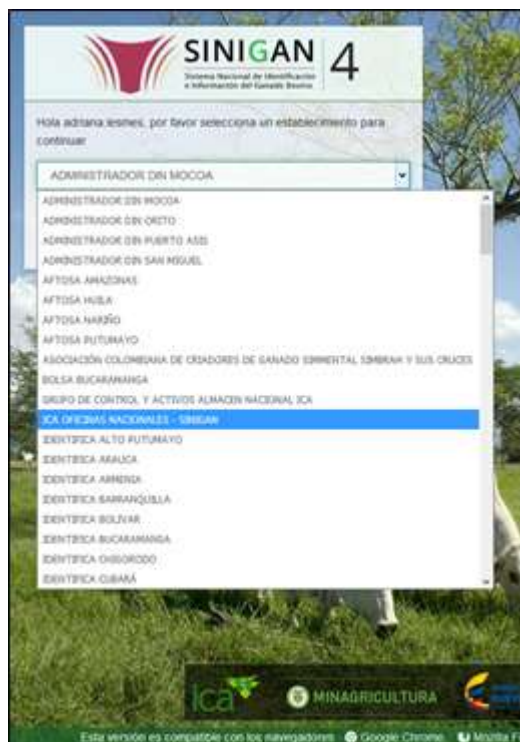 SINIGAN 4
Sistema Nacional de Identificación
e Información del Ganado Bovino
Hola adriana lesmes, por favor selecciona un establecimiento para
continuar
ADMINISTRADOR DIN MOCOA
ADMINISTRADOR DIN MOCOA
ADMINISTRADOR DIN ORITO
ADMINISTRADOR DIN PUERTO ASIS
ADMINISTRADOR DIN SAN MIGUEL
AFTOSA AMAZONAS
AFTOSA HUILA
AFTOSA NARIÑO
AFTOSA PUTUMAYO
ASOCIACIÓN COLOMBIANA DE CRIADORES DE GANADO SIMMENTAL SIMBRAH Y SUS CRUCES
BOLSA BUCARAMANGA
GRUPO DE CONTROL Y ACTIVOS ALMACEN NACIONAL ICA
ICA OFICINAS NACIONALES - SINIGAN
IDENTIFICA ALTO PUTUMAYO
IDENTIFICA ARAUCA
IDENTIFICA ARMENIA
IDENTIFICA BARRANQUILLA
IDENTIFICA BOLIVAR
IDENTIFICA BUCARAMANGA
IDENTIFICA CHIGORODO
IDENTIFICA CUBARÁ
ica
MINAGRICULTURA
Esta versión es compatible con los navegadores Google Chrome Mozilla F